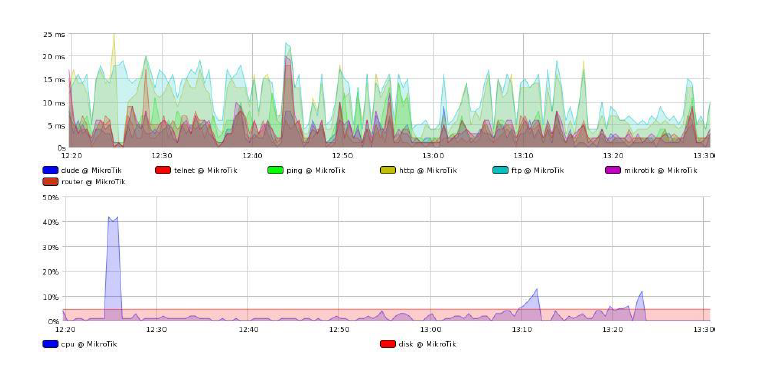 25 ms
20 ms
15 ms
10 ms
5 ms
0s
12:20 12:30 12:40 12:50 13:00 13:10 13:20 13:30
dude @ MikroTik telnet @ MikroTik ping @ MikroTik http @ MikroTik ftp @ MikroTik mikrotik @ MikroTik
router @ MikroTik
50%
40%
30%
20%
10%
0%
12:20 12:30 12:40 12:50 13:00 13:10 13:20 13:30
cpu @ MikroTik disk @ MikroTik